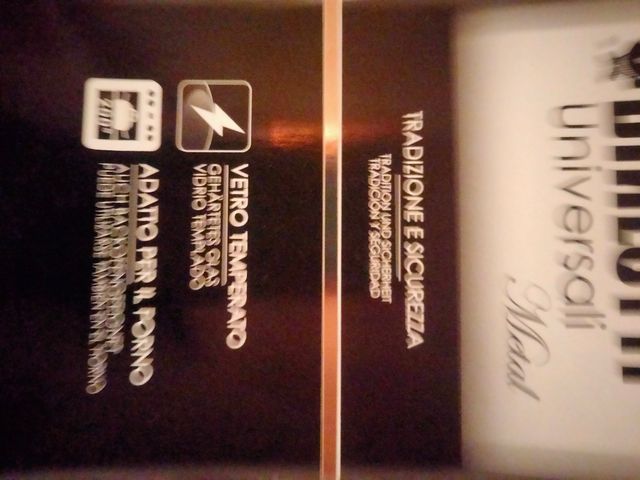 BIALETTI
Universali
Metal
TRADIZIONE E SICUREZZA
TRADITION UND SICHERHEIT
TRADICIÓN Y SEGURIDAD
VETRO TEMPERATO
GEHÄRTETES GLAS
VIDRIO TEMPLADO
ADATTO PER IL FORNO